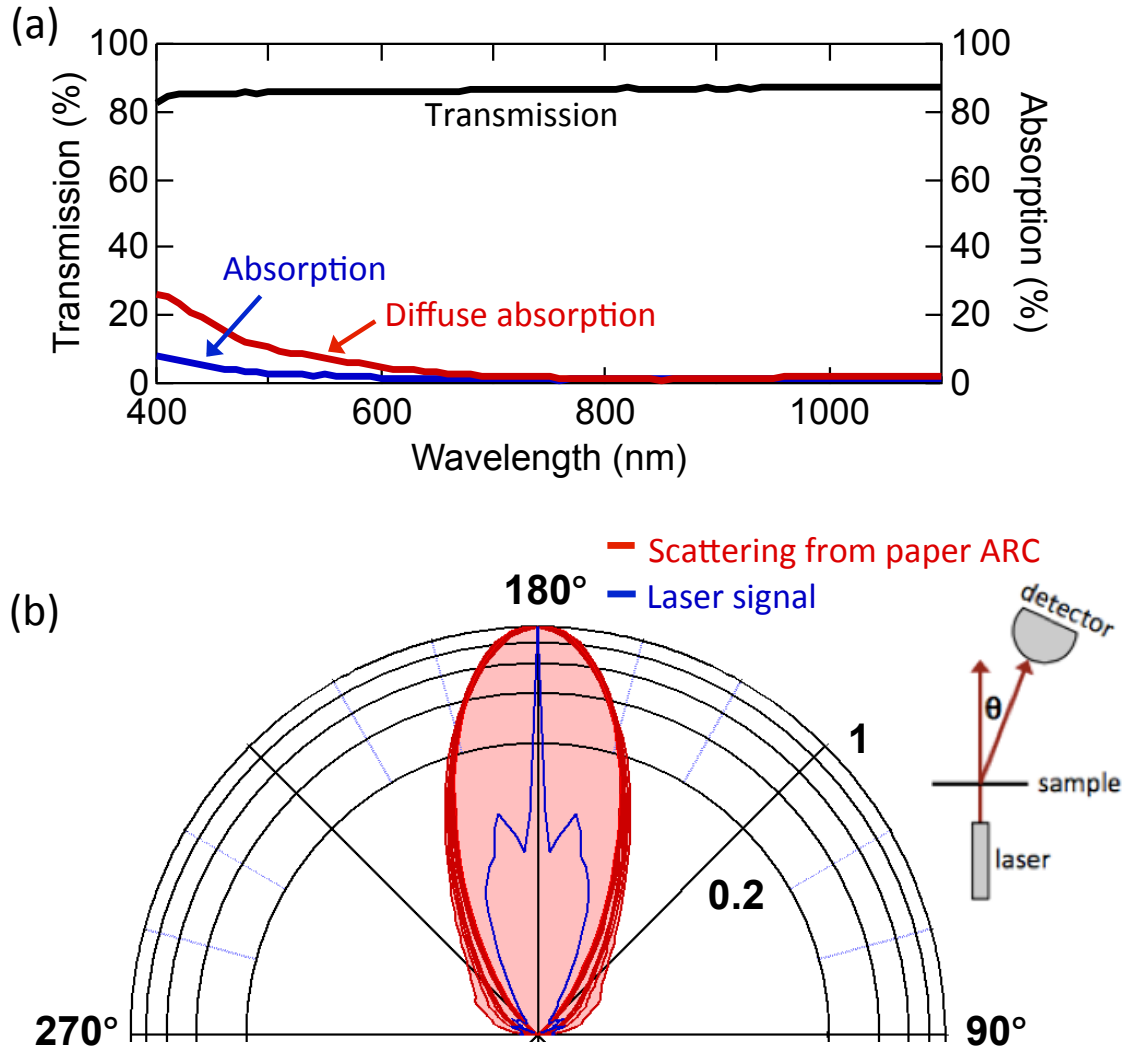 (a)
100
80
60
40
20
0
Transmission (%)
100
80
60
40
20
0
Absorption (%)
Transmission
Absorption
Diffuse absorption
400
600
800
1000
Wavelength (nm)
(b)
Scattering from paper ARC
Laser signal
180°
1
0.2
270°
90°
detector
θ
sample
laser